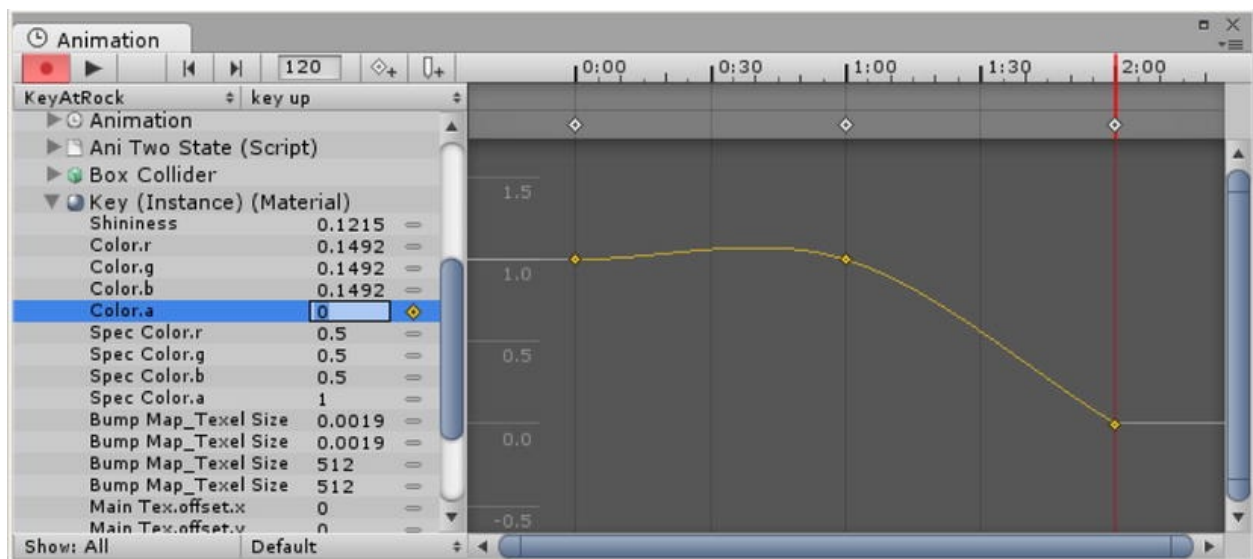 Animation
120
0:00 0:30 1:00 1:30 2:00
KeyAtRock key up
Animation
Ani Two State (Script)
Box Collider
Key (Instance) (Material)
Shininess 0.1215
Color.r 0.1492
Color.g 0.1492
Color.b 0.1492
Color.a 0
Spec Color.r 0.5
Spec Color.g 0.5
Spec Color.b 0.5
Spec Color.a 1
Bump Map_Texel Size 0.0019
Bump Map_Texel Size 0.0019
Bump Map_Texel Size 512
Bump Map_Texel Size 512
Main Tex.offset.x 0
Main Tex.offset.y 0
Show: All Default
1.5
1.0
0.5
0.0
-0.5